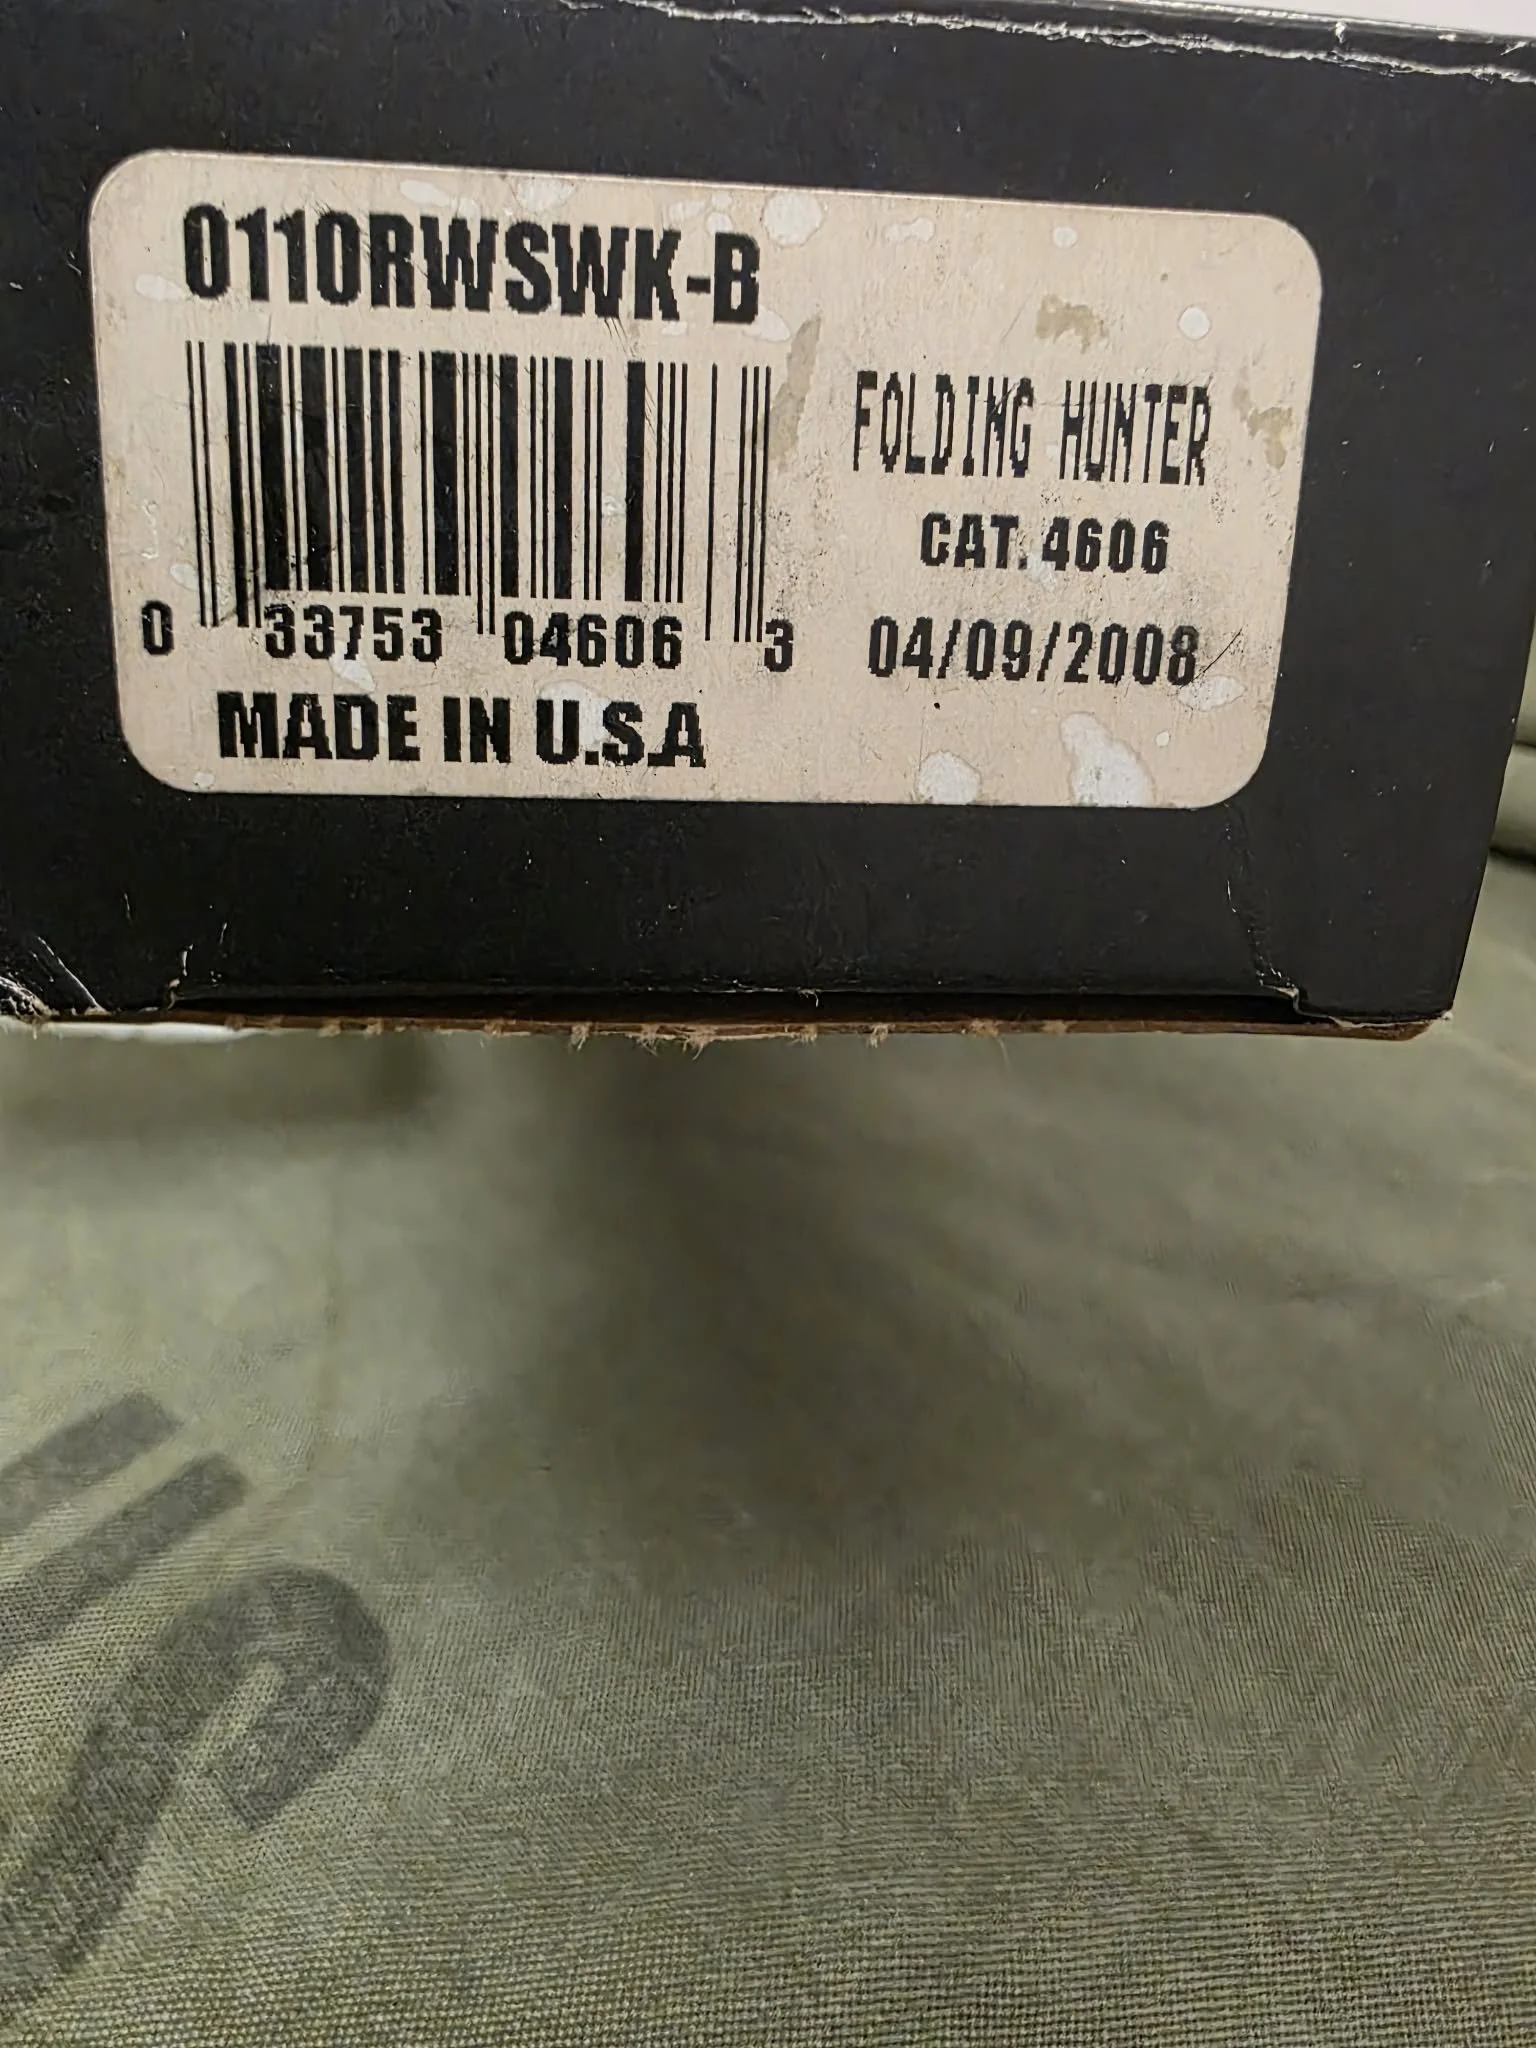 0110RWSWK-B
FOLDING HUNTER
CAT.4606
0 33753 04606 3
04/09/2008
MADE IN U.S.A